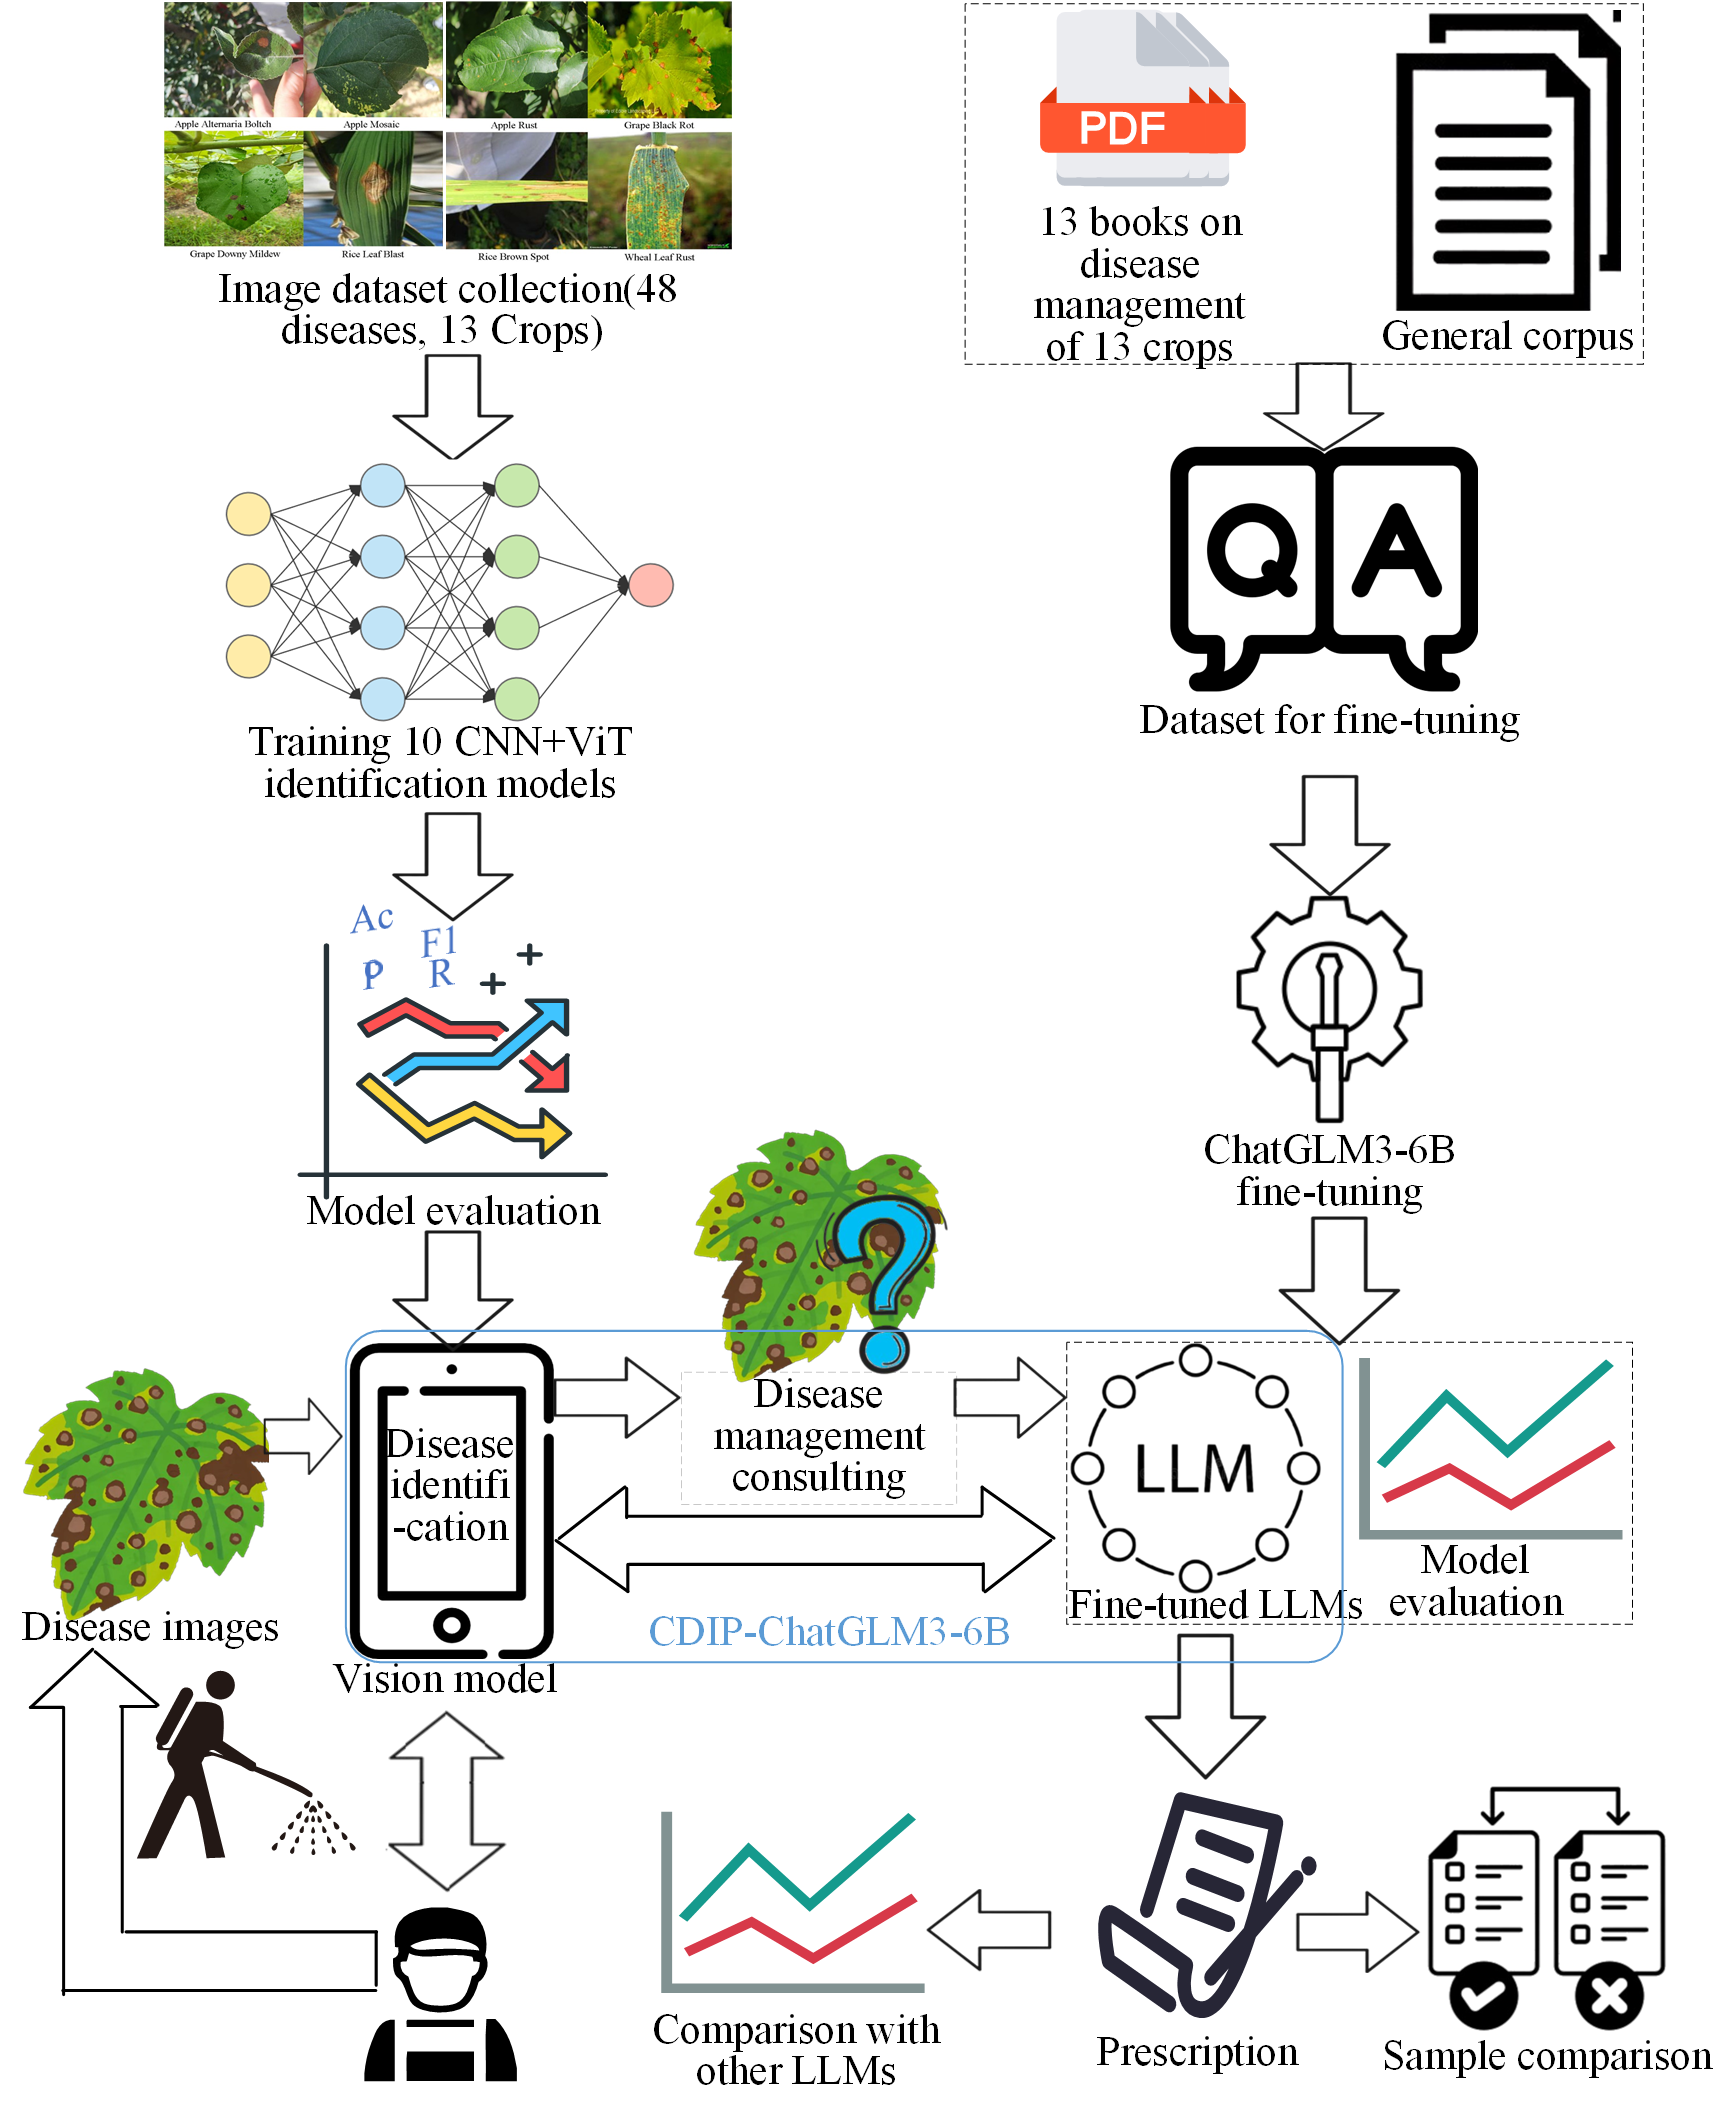 Apple Alternaria Boltch
Apple Mosaic
Apple Rust
Grape Black Rot
Grape Downy Mildew
Rice Leaf Blast
Rice Brown Spot
Wheal Leaf Rust
Image dataset collection(48
diseases, 13 Crops)
PDF
13 books on
disease
management
of 13 crops
General corpus
Training 10 CNN+ViT
identification models
Q A
Dataset for fine-tuning
Ac
F1
P
R
Model evaluation
ChatGLM3-6B
fine-tuning
Disease images
Disease
identifi
-cation
Vision model
Disease
management
consulting
CDIP-ChatGLM3-6B
LLM
Fine-tuned LLMs
Model
evaluation
Comparison with
other LLMs
Prescription
Sample comparison